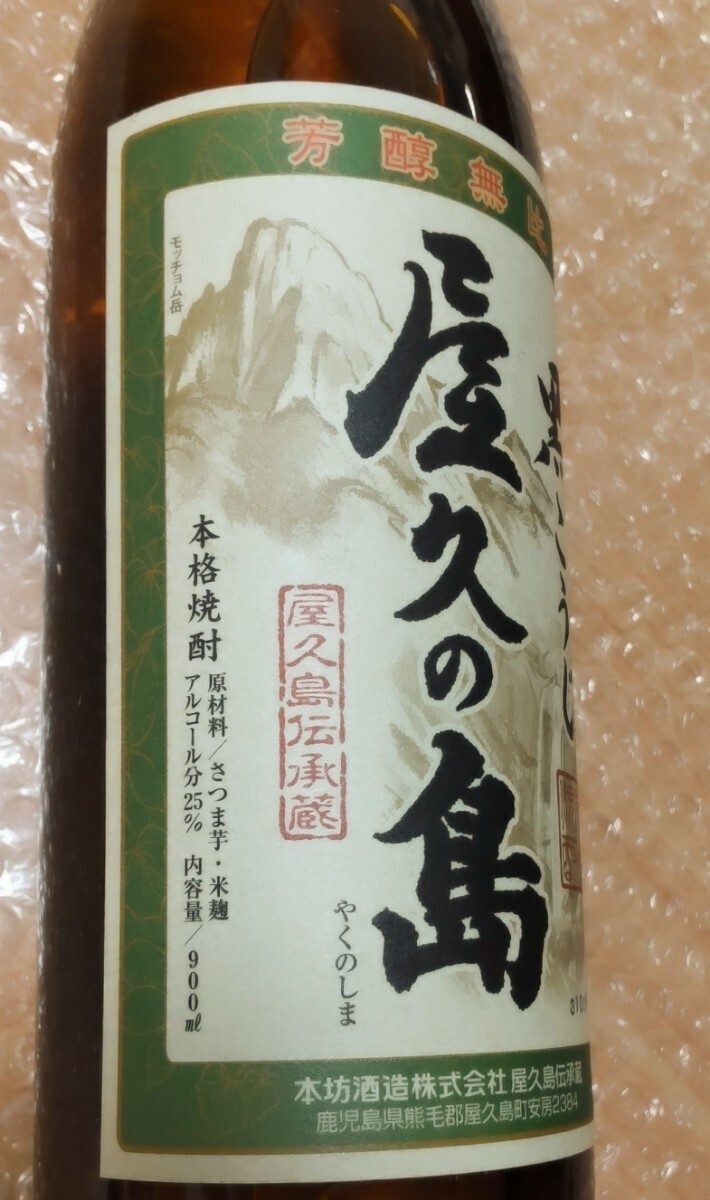 芳醇無比
黒こうじ
屋久の島
やくのしま
モッチョム岳
屋久島伝承蔵
本格焼酎
原材料/さつま芋・米麹
アルコール分25% 内容量/900㎖
本坊酒造株式会社 屋久島伝承蔵
鹿児島県熊毛郡屋久島町安房2384